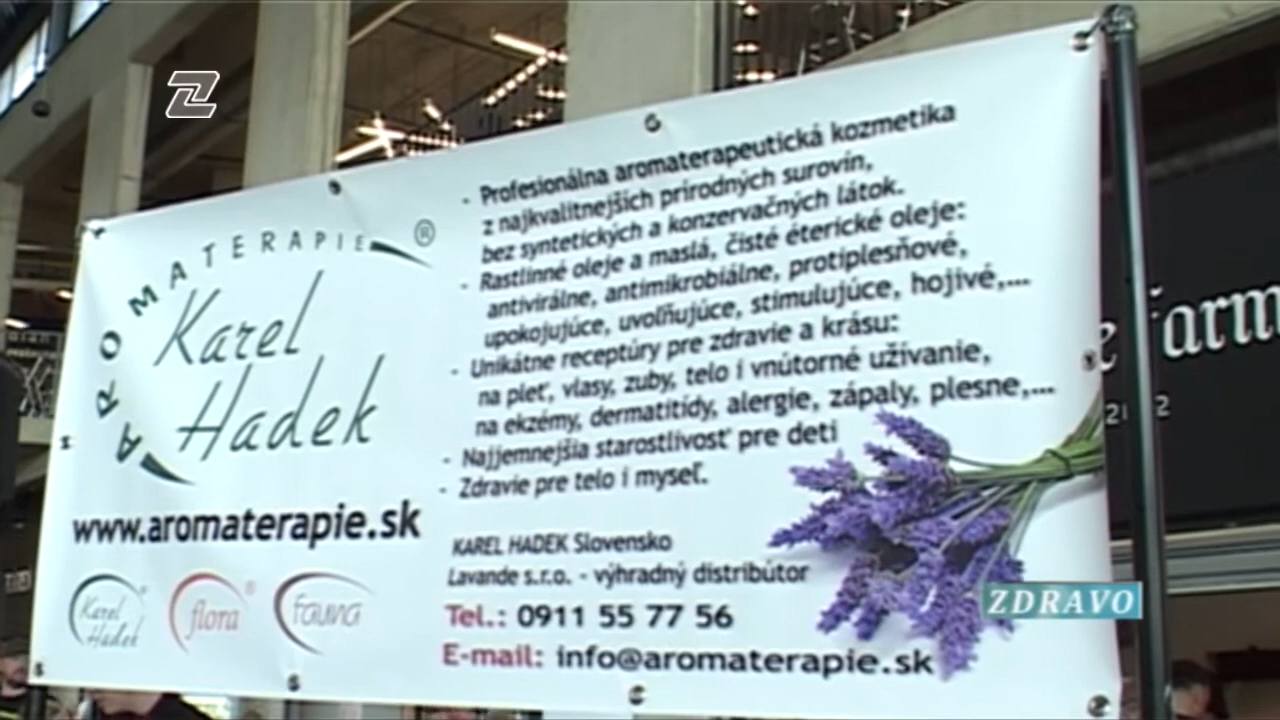 AROMATERAPIE®
Karel
Hadek
www.aromaterapie.sk
Karel Hadek®
flora®
fauna
- Profesionálna aromaterapeutická kozmetika
z najkvalitnejších prírodných surovín,
bez syntetických a konzervačných látok.
- Rastlinné oleje a maslá, čisté éterické oleje:
antivirálne, antimikrobiálne, protiplesňové,
upokojujúce, uvoľňujúce, stimulujúce, hojivé,...
- Unikátne receptúry pre zdravie a krásu:
na pleť, vlasy, zuby, telo i vnútorné užívanie,
na ekzémy, dermatitídy, alergie, zápaly, plesne,...
- Najjemnejšia starostlivosť pre deti
- Zdravie pre telo i myseľ.
KAREL HADEK Slovensko
Lavande s.r.o. - výhradný distribútor
Tel.: 0911 55 77 56
E-mail: info@aromaterapie.sk
ZDRAVO